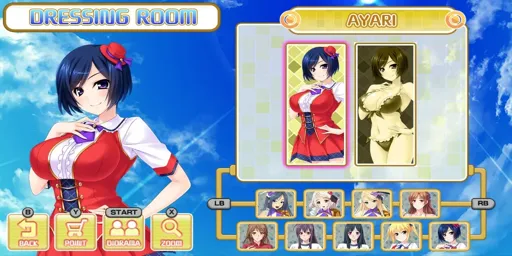 DRESSING ROOM
AYARI
LB
RB
B
Y
START
X
BACK
POINT
DIORAMA
ZOOM